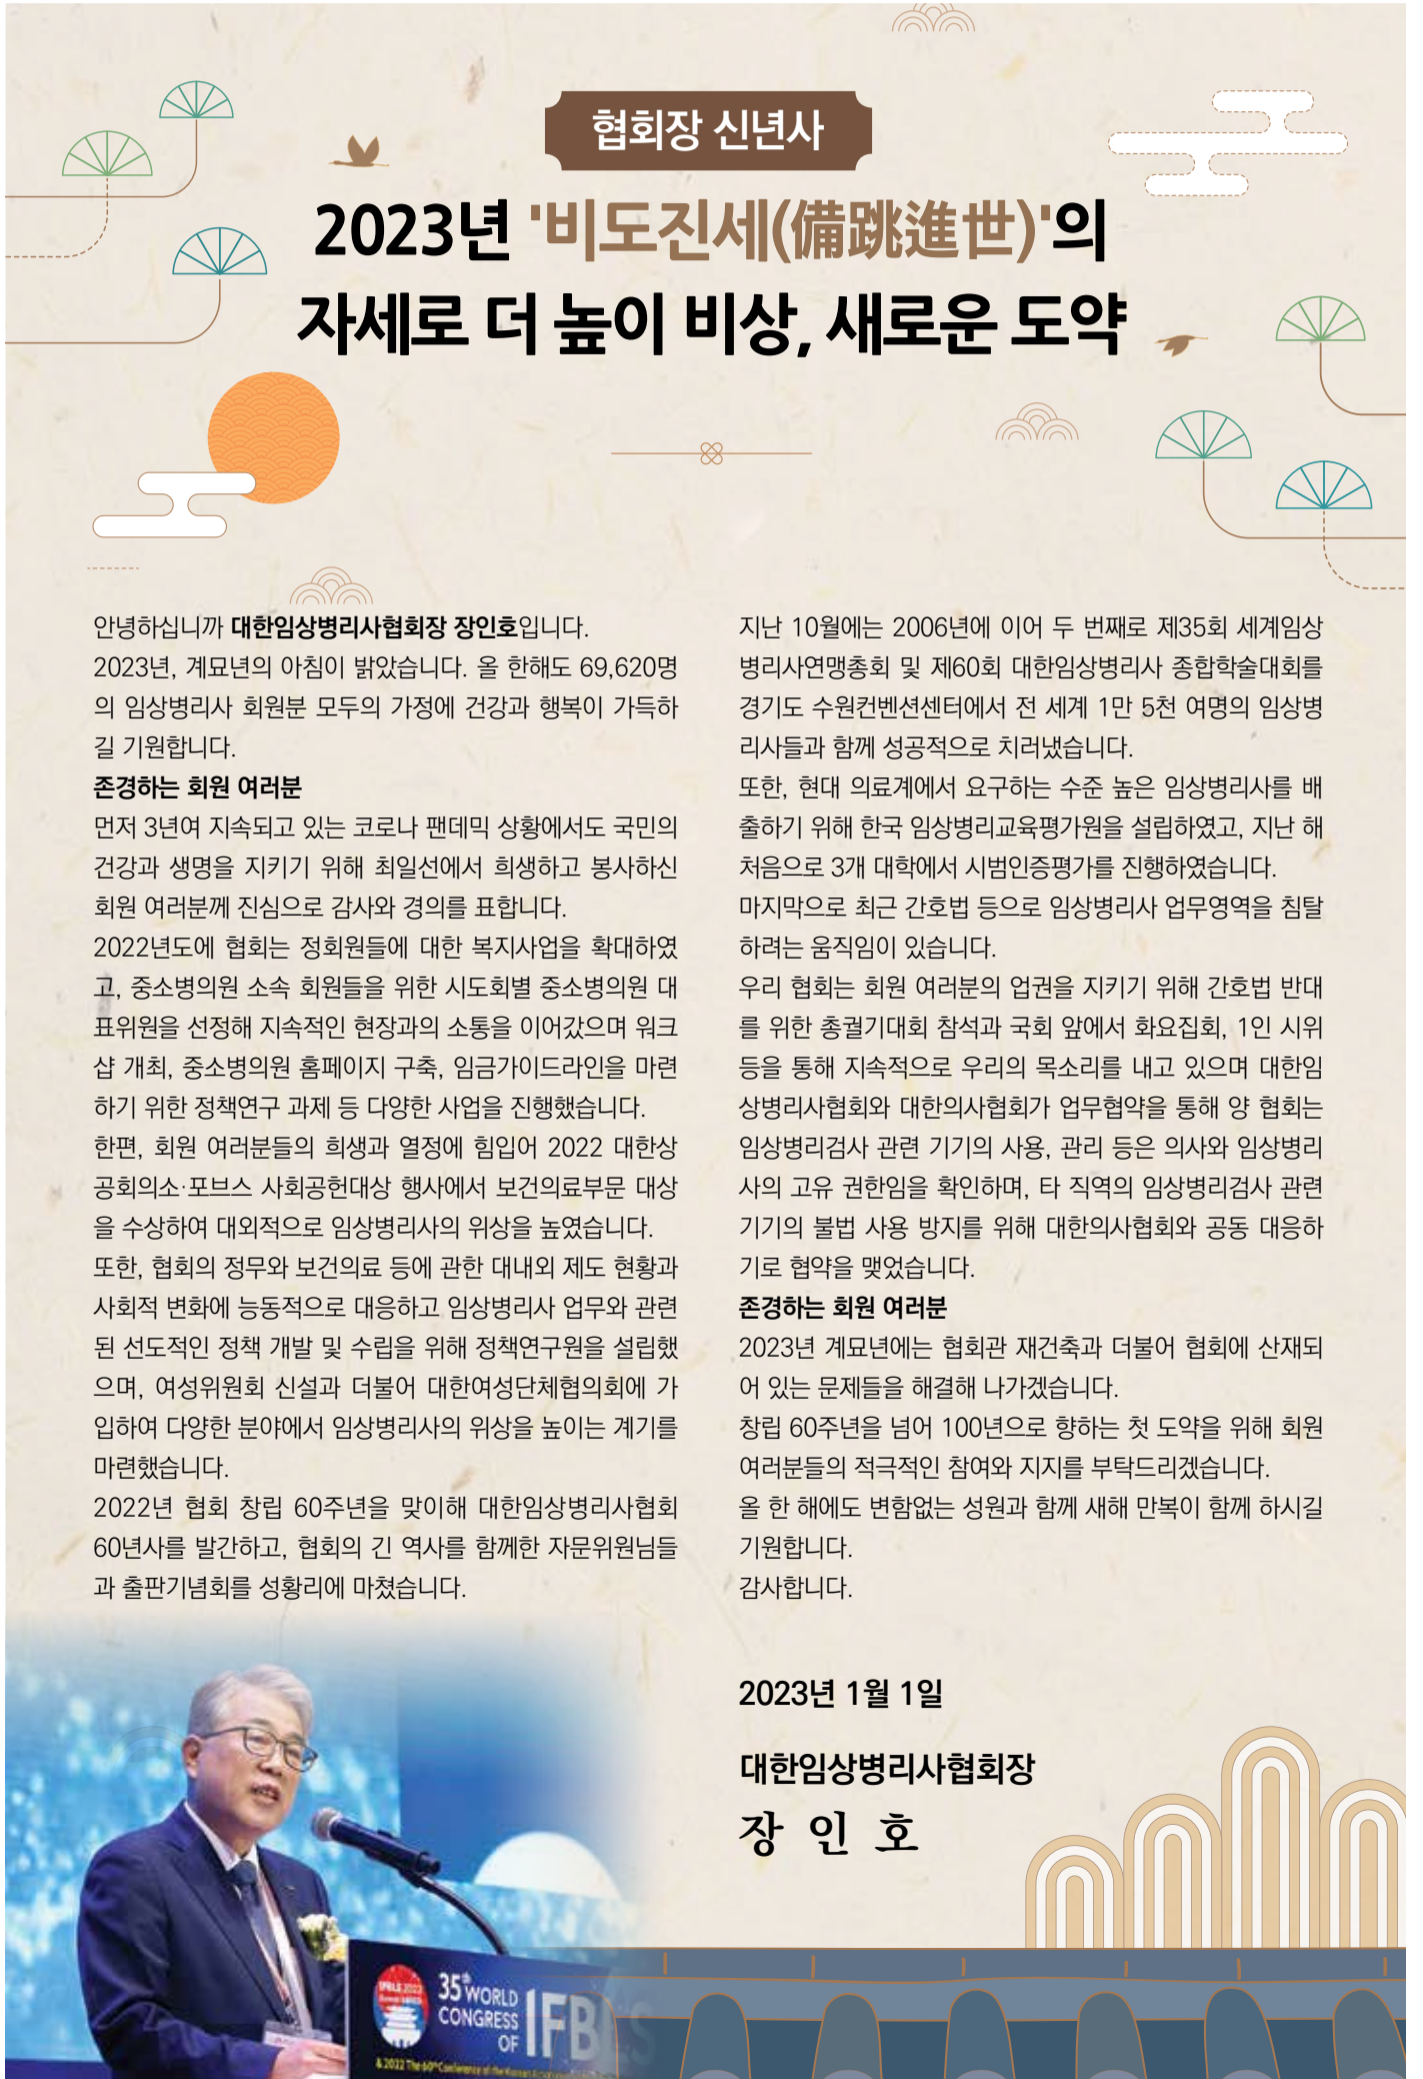 협회장 신년사
2023년 '비도진세(備跳進世)'의
자세로 더 높이 비상, 새로운 도약
안녕하십니까 대한임상병리사협회장 장인호입니다.
2023년, 계묘년의 아침이 밝았습니다. 올 한해도 69,620명
의 임상병리사 회원분 모두의 가정에 건강과 행복이 가득하
길 기원합니다.
존경하는 회원 여러분
먼저 3년여 지속되고 있는 코로나 팬데믹 상황에서도 국민의
건강과 생명을 지키기 위해 최일선에서 희생하고 봉사하신
회원 여러분께 진심으로 감사와 경의를 표합니다.
2022년도에 협회는 정회원들에 대한 복지사업을 확대하였
고, 중소병의원 소속 회원들을 위한 시도회별 중소병의원 대
표위원을 선정해 지속적인 현장과의 소통을 이어갔으며 워크
샵 개최, 중소병의원 홈페이지 구축, 임금가이드라인을 마련
하기 위한 정책연구 과제 등 다양한 사업을 진행했습니다.
한편, 회원 여러분들의 희생과 열정에 힘입어 2022 대한상
공회의소·포브스 사회공헌대상 행사에서 보건의료부문 대상
을 수상하여 대외적으로 임상병리사의 위상을 높였습니다.
또한, 협회의 정무와 보건의료 등에 관한 대내외 제도 현황과
사회적 변화에 능동적으로 대응하고 임상병리사 업무와 관련
된 선도적인 정책 개발 및 수립을 위해 정책연구원을 설립했
으며, 여성위원회 신설과 더불어 대한여성단체협의회에 가
입하여 다양한 분야에서 임상병리사의 위상을 높이는 계기를
마련했습니다.
2022년 협회 창립 60주년을 맞이해 대한임상병리사협회
60년사를 발간하고, 협회의 긴 역사를 함께한 자문위원님들
과 출판기념회를 성황리에 마쳤습니다.
지난 10월에는 2006년에 이어 두 번째로 제35회 세계임상
병리사연맹총회 및 제60회 대한임상병리사 종합학술대회를
경기도 수원컨벤션센터에서 전 세계 1만 5천 여명의 임상병
리사들과 함께 성공적으로 치러냈습니다.
또한, 현대 의료계에서 요구하는 수준 높은 임상병리사를 배
출하기 위해 한국 임상병리교육평가원을 설립하였고, 지난 해
처음으로 3개 대학에서 시범인증평가를 진행하였습니다.
마지막으로 최근 간호법 등으로 임상병리사 업무영역을 침탈
하려는 움직임이 있습니다.
우리 협회는 회원 여러분의 업권을 지키기 위해 간호법 반대
를 위한 총궐기대회 참석과 국회 앞에서 화요집회, 1인 시위
등을 통해 지속적으로 우리의 목소리를 내고 있으며 대한임
상병리사협회와 대한의사협회가 업무협약을 통해 양 협회는
임상병리검사 관련 기기의 사용, 관리 등은 의사와 임상병리
사의 고유 권한임을 확인하며, 타 직역의 임상병리검사 관련
기기의 불법 사용 방지를 위해 대한의사협회와 공동 대응하
기로 협약을 맺었습니다.
존경하는 회원 여러분
2023년 계묘년에는 협회관 재건축과 더불어 협회에 산재되
어 있는 문제들을 해결해 나가겠습니다.
창립 60주년을 넘어 100년으로 향하는 첫 도약을 위해 회원
여러분들의 적극적인 참여와 지지를 부탁드리겠습니다.
올 한 해에도 변함없는 성원과 함께 새해 만복이 함께 하시길
기원합니다.
감사합니다.
2023년 1월 1일
대한임상병리사협회장
장 인 호
IFBLS 2022
35th WORLD
CONGRESS
OF
IFBLS
& 2022 The 60th Conference of the Korean